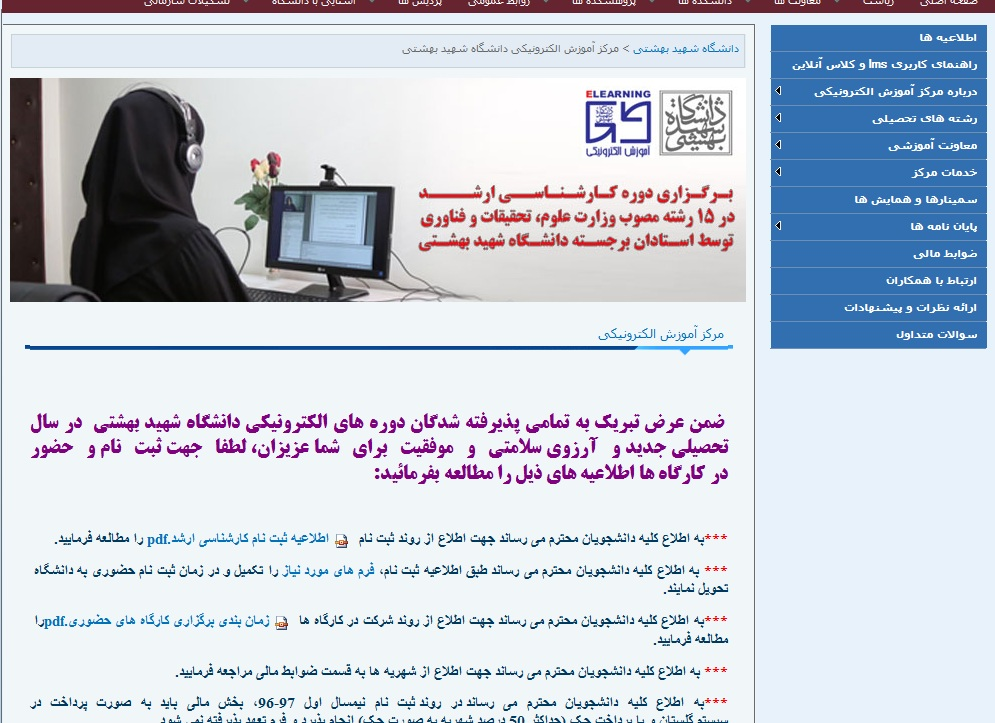 صفحه اصلی ریاست معاونت ها دانشکده ها پژوهشکده ها روابط عمومی پردیس ها آشنایی با دانشگاه تشکیلات سازمانی
اطلاعیه ها
راهنمای کاربری lms و کلاس آنلاین
درباره مرکز آموزش الکترونیکی
رشته های تحصیلی
معاونت آموزشی
خدمات مرکز
سمینارها و همایش ها
پایان نامه ها
ضوابط مالی
ارتباط با همکاران
ارائه نظرات و پیشنهادات
سوالات متداول
دانشگاه شهید بهشتی > مرکز آموزش الکترونیکی دانشگاه شهید بهشتی
دانشگاه شهید بهشتی
ELEARNING
آموزش الکترونیکی
برگزاری دوره کارشناسی ارشد
در ۱۵ رشته مصوب وزارت علوم، تحقیقات و فناوری
توسط استادان برجسته دانشگاه شهید بهشتی
مرکز آموزش الکترونیکی
ضمن عرض تبریک به تمامی پذیرفته شدگان دوره های الکترونیکی دانشگاه شهید بهشتی در سال
تحصیلی جدید و آرزوی سلامتی و موفقیت برای شما عزیزان، لطفا جهت ثبت نام و حضور
در کارگاه ها اطلاعیه های ذیل را مطالعه بفرمائید:
***به اطلاع کلیه دانشجویان محترم می رساند جهت اطلاع از روند ثبت نام اطلاعیه ثبت نام کارشناسی ارشد.pdf را مطالعه فرمایید.
*** به اطلاع کلیه دانشجویان محترم می رساند طبق اطلاعیه ثبت نام، فرم های مورد نیاز را تکمیل و در زمان ثبت نام حضوری به دانشگاه
تحویل نمایند.
***به اطلاع کلیه دانشجویان محترم می رساند جهت اطلاع از روند شرکت در کارگاه ها زمان بندی برگزاری کارگاه های حضوری.pdfرا
مطالعه فرمایید.
*** به اطلاع کلیه دانشجویان محترم می رساند جهت اطلاع از شهریه ها به قسمت ضوابط مالی مراجعه فرمایید.
***به اطلاع کلیه دانشجویان محترم می رساند در روند ثبت نام نیمسال اول 97-96، بخش مالی باید به صورت پرداخت در
سیستم گلستان و یا پرداخت چک (حداکثر 50 درصد شهریه به صورت چک) انجام پذیرد و فرم تعهد پذیرفته نمی شود.